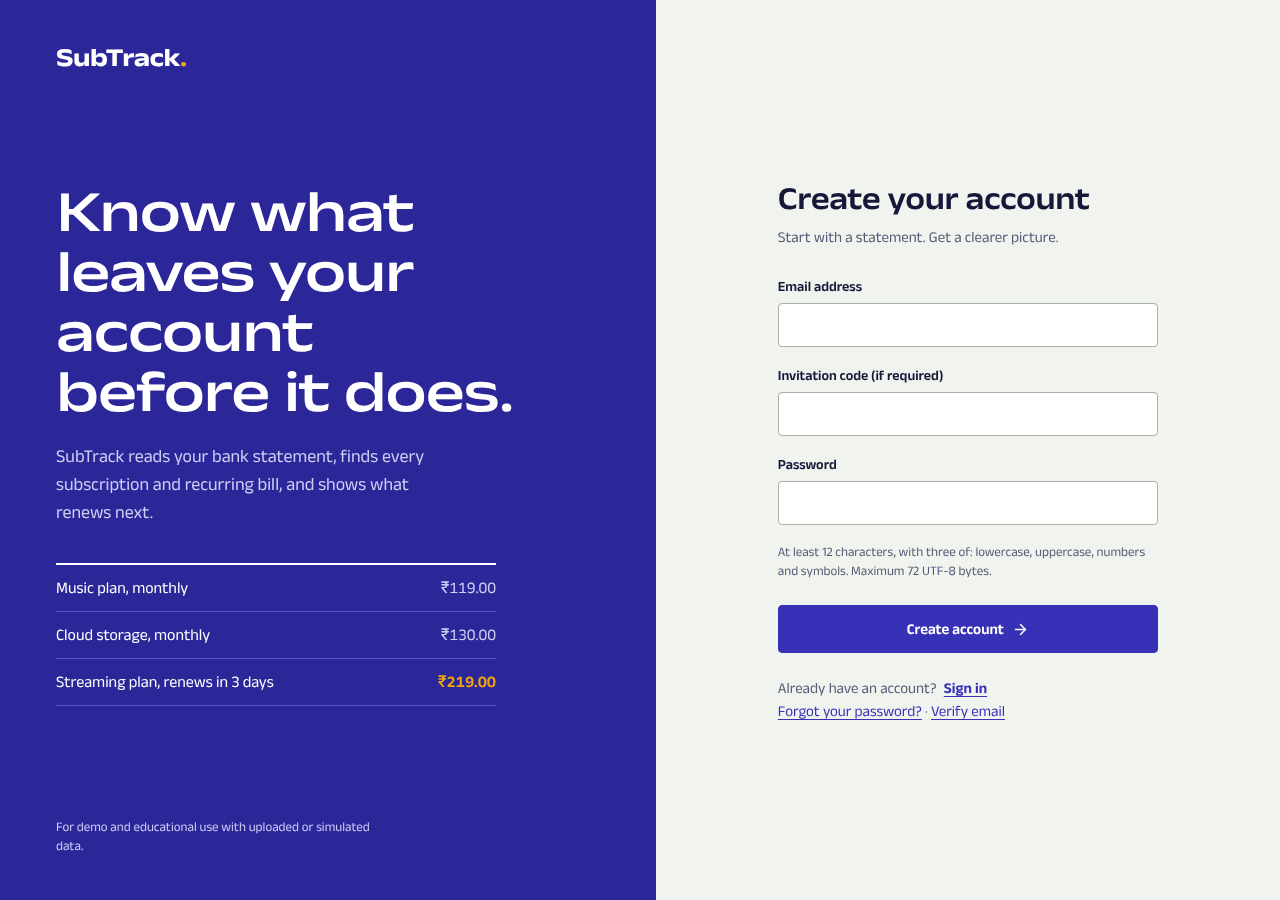 SubTrack.
Know what
leaves your
account
before it does.
SubTrack reads your bank statement, finds every
subscription and recurring bill, and shows what
renews next.
Music plan, monthly ₹119.00
Cloud storage, monthly ₹130.00
Streaming plan, renews in 3 days ₹219.00
For demo and educational use with uploaded or simulated
data.
Create your account
Start with a statement. Get a clearer picture.
Email address
Invitation code (if required)
Password
At least 12 characters, with three of: lowercase, uppercase, numbers
and symbols. Maximum 72 UTF-8 bytes.
Create account →
Already have an account? Sign in
Forgot your password? · Verify email